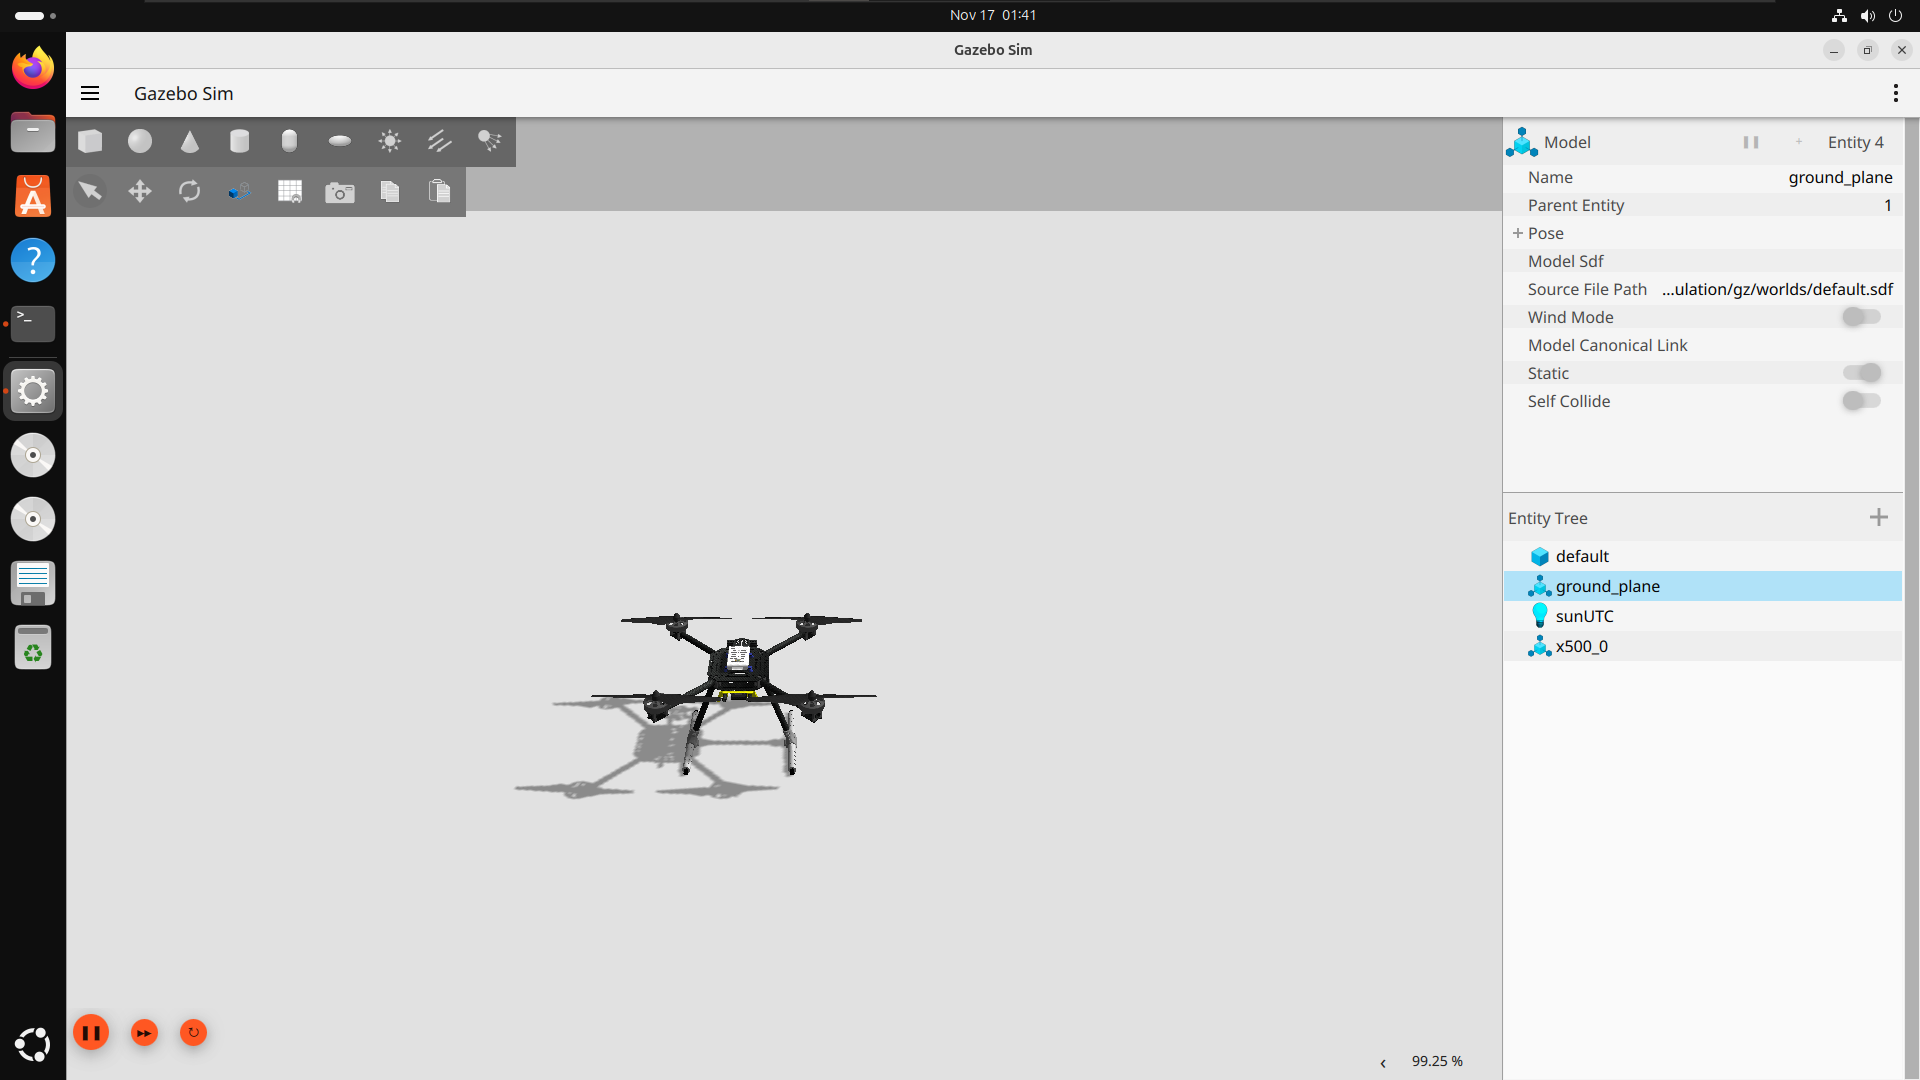 Nov 17 01:41
Gazebo Sim
Gazebo Sim
Model
Entity 4
Name ground_plane
Parent Entity 1
Pose
Model Sdf
Source File Path ...ulation/gz/worlds/default.sdf
Wind Mode
Model Canonical Link
Static
Self Collide
Entity Tree
default
ground_plane
sunUTC
x500_0
99.25 %